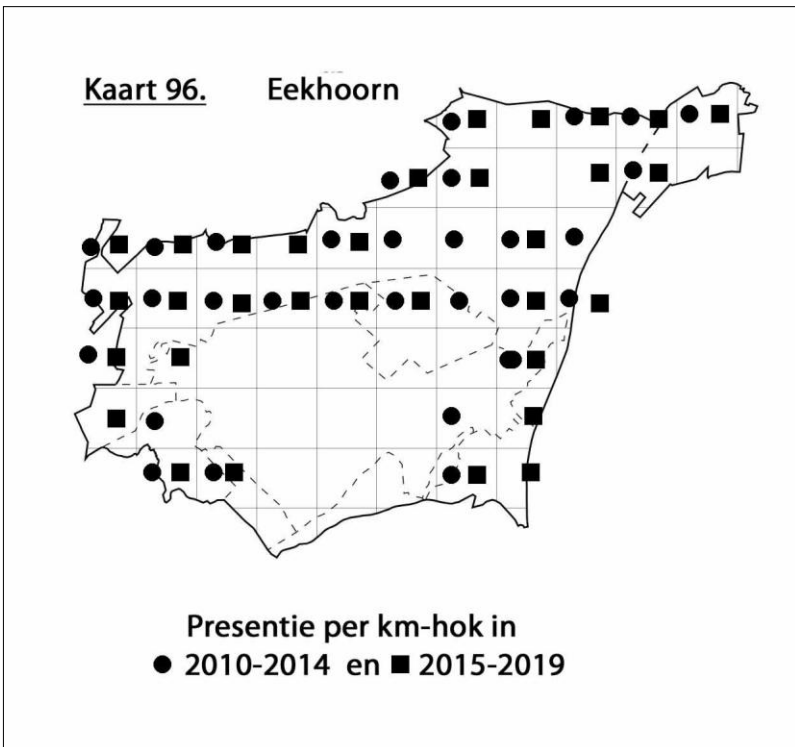 Kaart 96. Eekhoorn
Presentie per km-hok in
● 2010-2014 en ■ 2015-2019